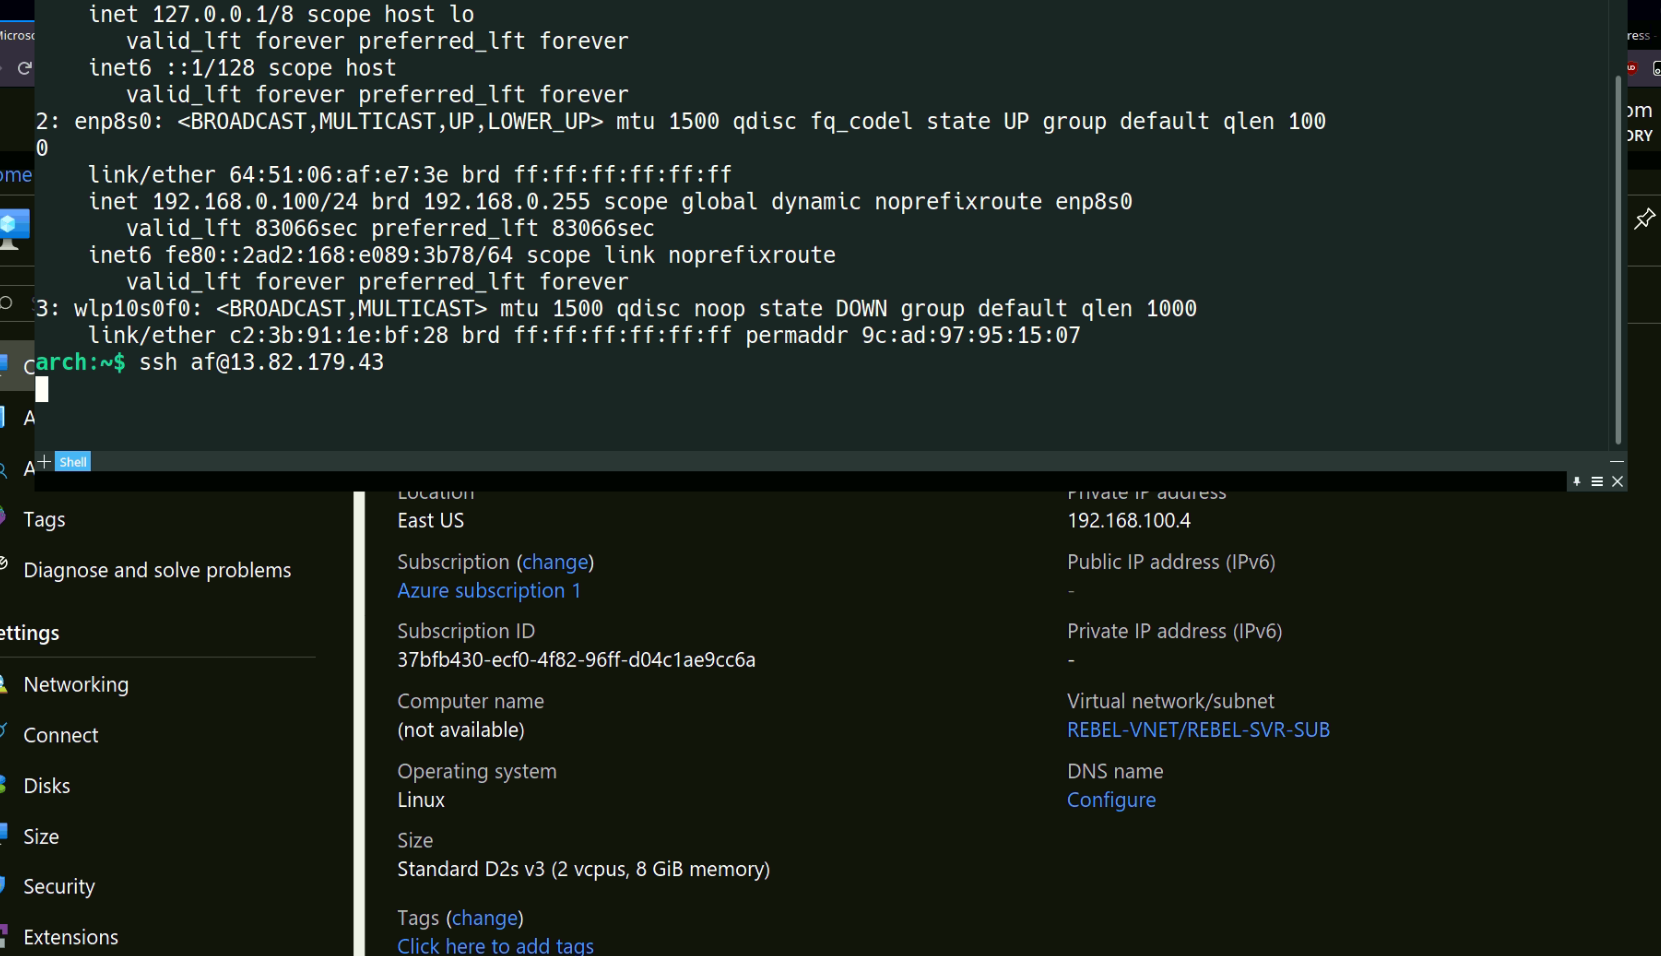 inet 127.0.0.1/8 scope host lo
valid_lft forever preferred_lft forever
inet6 ::1/128 scope host
valid_lft forever preferred_lft forever
2: enp8s0: <BROADCAST,MULTICAST,UP,LOWER_UP> mtu 1500 qdisc fq_codel state UP group default qlen 100
0
link/ether 64:51:06:af:e7:3e brd ff:ff:ff:ff:ff:ff
inet 192.168.0.100/24 brd 192.168.0.255 scope global dynamic noprefixroute enp8s0
valid_lft 83066sec preferred_lft 83066sec
inet6 fe80::2ad2:168:e089:3b78/64 scope link noprefixroute
valid_lft forever preferred_lft forever
3: wlp10s0f0: <BROADCAST,MULTICAST> mtu 1500 qdisc noop state DOWN group default qlen 1000
link/ether c2:3b:91:1e:bf:28 brd ff:ff:ff:ff:ff:ff permaddr 9c:ad:97:95:15:07
arch:~$ ssh af@13.82.179.43
Shell
Tags
Diagnose and solve problems
ettings
Networking
Connect
Disks
Size
Security
Extensions
Location
East US
Subscription (change)
Azure subscription 1
Subscription ID
37bfb430-ecf0-4f82-96ff-d04c1ae9cc6a
Computer name
(not available)
Operating system
Linux
Size
Standard D2s v3 (2 vcpus, 8 GiB memory)
Tags (change)
Click here to add tags
Private IP address
192.168.100.4
Public IP address (IPv6)
-
Private IP address (IPv6)
-
Virtual network/subnet
REBEL-VNET/REBEL-SVR-SUB
DNS name
Configure